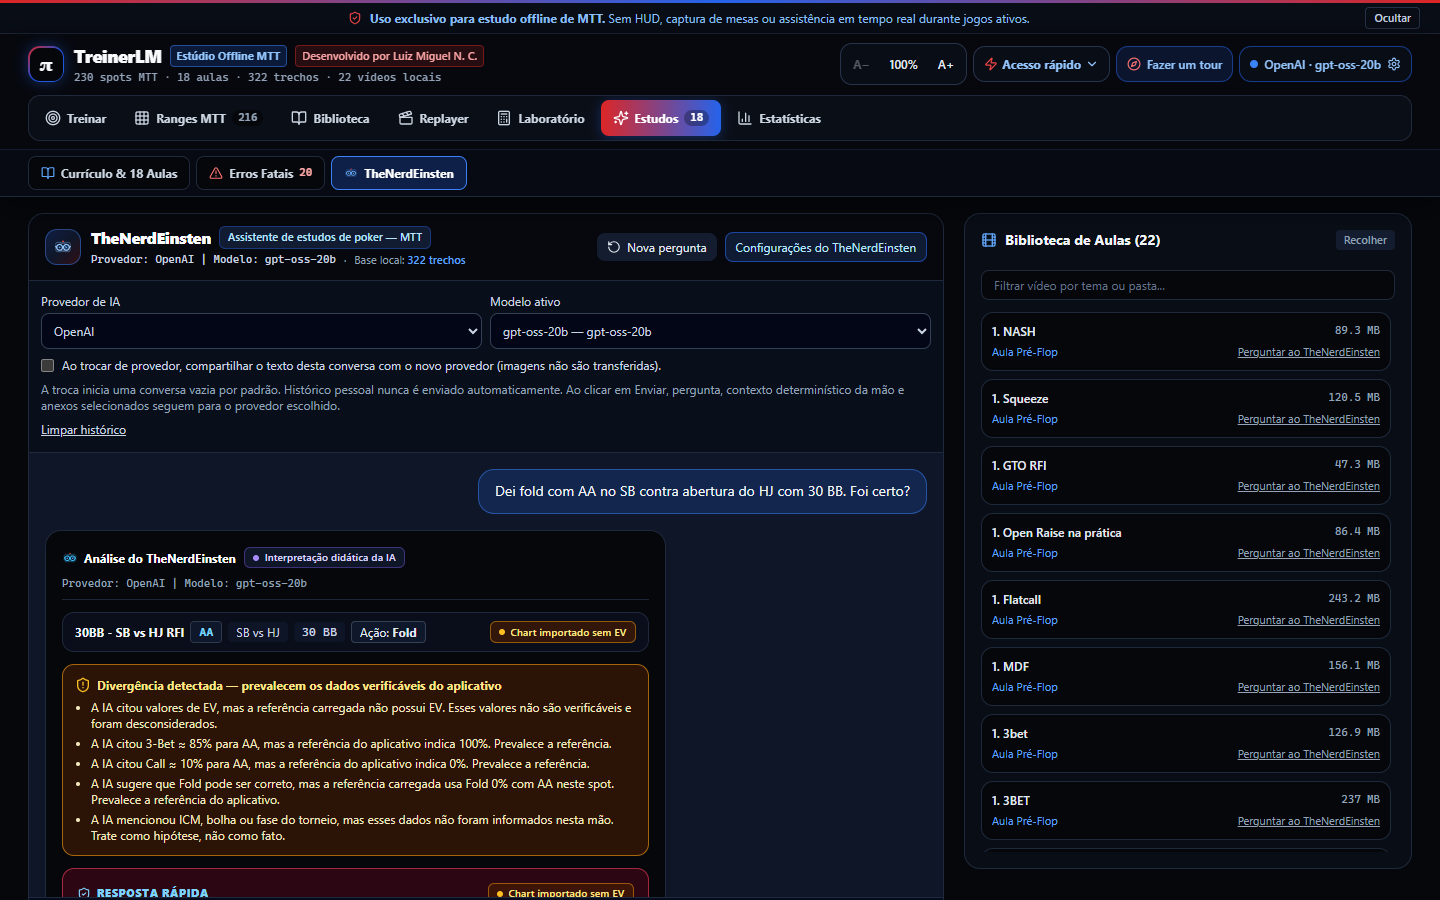 Uso exclusivo para estudo offline de MTT. Sem HUD, captura de mesas ou assistência em tempo real durante jogos ativos.
Ocultar
π
TreinerLM
Estúdio Offline MTT
Desenvolvido por Luiz Miguel N. C.
230 spots MTT · 18 aulas · 322 trechos · 22 vídeos locais
A−
100%
A+
Acesso rápido
Fazer um tour
OpenAI · gpt-oss-20b
Treinar
Ranges MTT 216
Biblioteca
Replayer
Laboratório
Estudos 18
Estatísticas
Currículo & 18 Aulas
Erros Fatais 20
TheNerdEinsten
TheNerdEinsten
Assistente de estudos de poker — MTT
Provedor: OpenAI | Modelo: gpt-oss-20b · Base local: 322 trechos
Nova pergunta
Configurações do TheNerdEinsten
Provedor de IA
OpenAI
Modelo ativo
gpt-oss-20b — gpt-oss-20b
Ao trocar de provedor, compartilhar o texto desta conversa com o novo provedor (imagens não são transferidas).
A troca inicia uma conversa vazia por padrão. Histórico pessoal nunca é enviado automaticamente. Ao clicar em Enviar, pergunta, contexto determinístico da mão e
anexos selecionados seguem para o provedor escolhido.
Limpar histórico
Dei fold com AA no SB contra abertura do HJ com 30 BB. Foi certo?
Análise do TheNerdEinsten
Interpretação didática da IA
Provedor: OpenAI | Modelo: gpt-oss-20b
30BB - SB vs HJ RFI
AA
SB vs HJ
30 BB
Ação: Fold
Chart importado sem EV
Divergência detectada — prevalecem os dados verificáveis do aplicativo
• A IA citou valores de EV, mas a referência carregada não possui EV. Esses valores não são verificáveis e
foram desconsiderados.
• A IA citou 3-Bet ≈ 85% para AA, mas a referência do aplicativo indica 100%. Prevalece a referência.
• A IA citou Call ≈ 10% para AA, mas a referência do aplicativo indica 0%. Prevalece a referência.
• A IA sugere que Fold pode ser correto, mas a referência carregada usa Fold 0% com AA neste spot.
Prevalece a referência do aplicativo.
• A IA mencionou ICM, bolha ou fase do torneio, mas esses dados não foram informados nesta mão.
Trate como hipótese, não como fato.
RESPOSTA RÁPIDA
Chart importado sem EV
Biblioteca de Aulas (22)
Recolher
Filtrar vídeo por tema ou pasta...
1. NASH
89.3 MB
Aula Pré-Flop
Perguntar ao TheNerdEinsten
1. Squeeze
120.5 MB
Aula Pré-Flop
Perguntar ao TheNerdEinsten
1. GTO RFI
47.3 MB
Aula Pré-Flop
Perguntar ao TheNerdEinsten
1. Open Raise na prática
86.4 MB
Aula Pré-Flop
Perguntar ao TheNerdEinsten
1. Flatcall
243.2 MB
Aula Pré-Flop
Perguntar ao TheNerdEinsten
1. MDF
156.1 MB
Aula Pré-Flop
Perguntar ao TheNerdEinsten
1. 3bet
126.9 MB
Aula Pré-Flop
Perguntar ao TheNerdEinsten
1. 3BET
237 MB
Aula Pré-Flop
Perguntar ao TheNerdEinsten